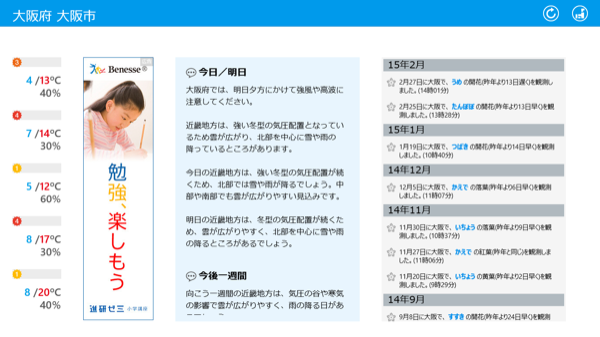 大阪府 大阪市
3
4 /13℃
40%
4
7 /14℃
30%
1
5 /12℃
60%
4
8 /17℃
30%
1
8 /20℃
40%
Benesse®
勉強、楽しもう
進研ゼミ 小学講座
今日／明日
大阪府では、明日夕方にかけて強風や高波に
注意してください。
近畿地方は、強い冬型の気圧配置となってい
るため雲が広がり、北部を中心に雪や雨の
降っているところがあります。
今日の近畿地方は、強い冬型の気圧配置が続
くため、北部では雪や雨が降るでしょう。中
部や南部でも雲が広がりやすい見込みです。
明日の近畿地方は、冬型の気圧配置が続くた
め、雲が広がりやすく、北部を中心に雪や雨
の降るところがあるでしょう。
今後一週間
向こう一週間の近畿地方は、気圧の谷や寒気
の影響で雲が広がりやすく、雨の降る日があ
15年2月
2月27日に大阪で、うめ の開花(昨年より13日遅く)を観測し
ました。(14時01分)
2月25日に大阪で、たんぽぽ の開花(昨年より13日早く)を観
測しました。(13時28分)
15年1月
1月19日に大阪で、つばき の開花(昨年より14日早く)を観測
しました。(10時40分)
14年12月
12月5日に大阪で、かえで の落葉(昨年より6日早く)を観測
しました。(11時07分)
14年11月
11月30日に大阪で、いちょう の落葉(昨年より9日早く)を観
測しました。(10時37分)
11月27日に大阪で、かえで の紅葉(昨年と同じ)を観測しまし
た。(11時06分)
11月20日に大阪で、いちょう の黄葉(昨年より2日早く)を観
測しました。(9時29分)
14年9月
9月8日に大阪で、すすき の開花(昨年より24日早く)を観測